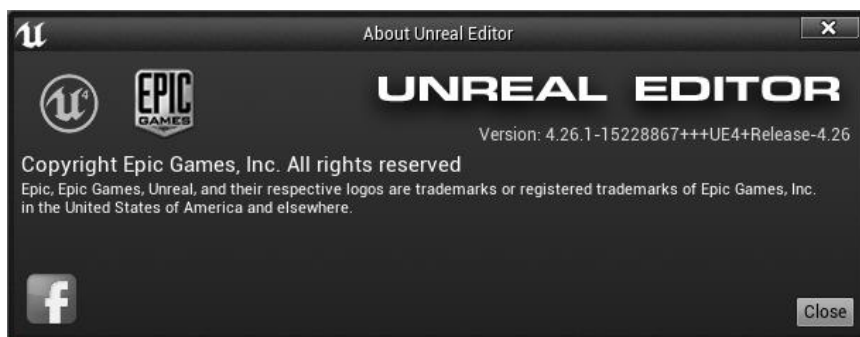 About Unreal Editor
4
EPIC
GAMES
UNREAL EDITOR
Version: 4.26.1-15228867+++UE4+Release-4.26
Copyright Epic Games, Inc. All rights reserved
Epic, Epic Games, Unreal, and their respective logos are trademarks or registered trademarks of Epic Games, Inc.
in the United States of America and elsewhere.
Close